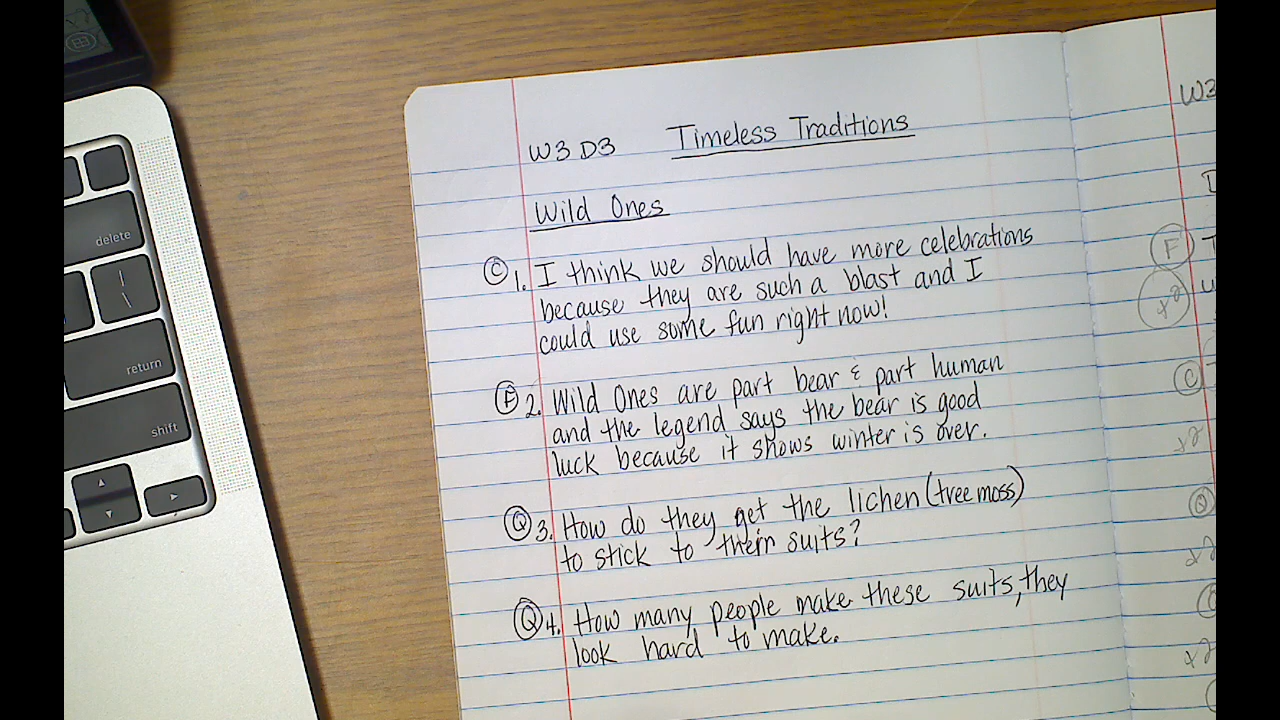 W3 D3 Timeless Traditions
Wild Ones
C 1. I think we should have more celebrations
because they are such a blast and I
could use some fun right now!
F 2. Wild Ones are part bear & part human
and the legend says the bear is good
luck because it shows winter is over.
Q 3. How do they get the lichen (tree moss)
to stick to their suits?
Q 4. How many people make these suits, they
look hard to make.
delete
|
\
return
shift
F
x2
C
x2
Q
x2
x2